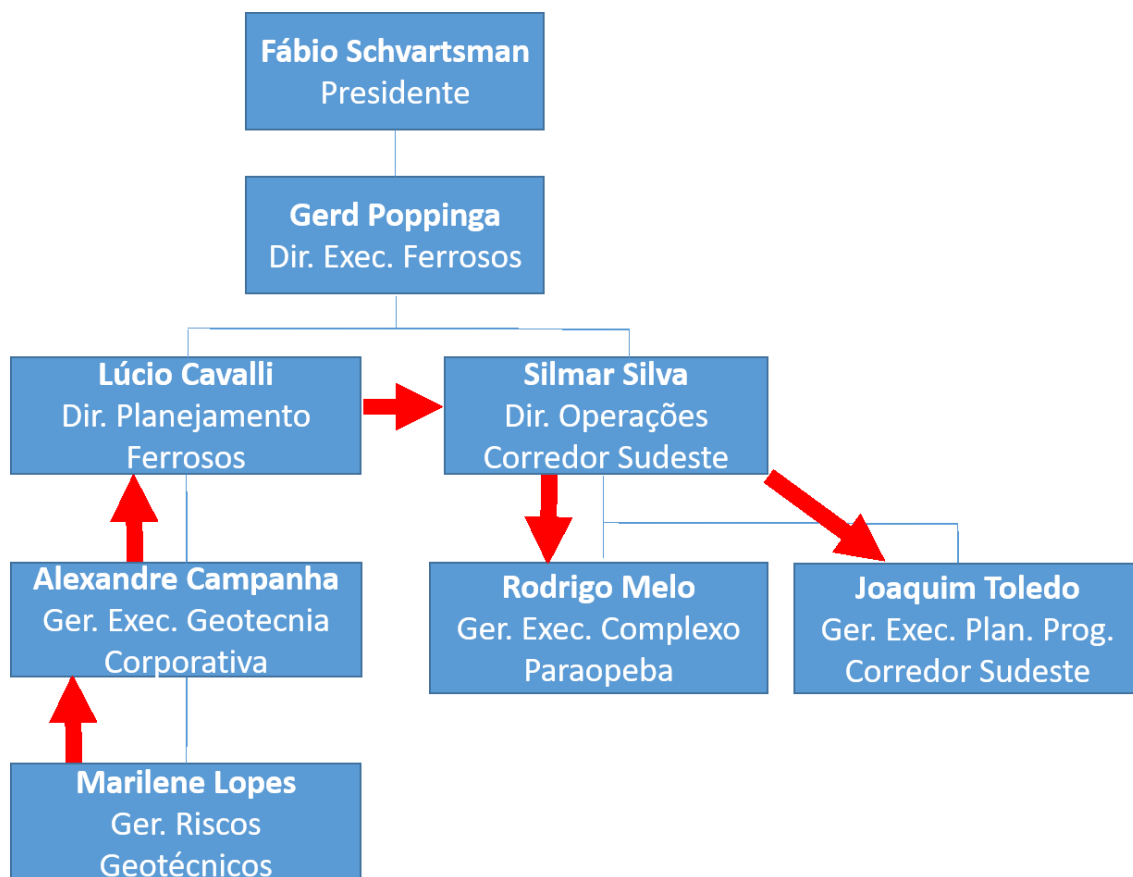 Fábio Schvartsman
Presidente
Gerd Poppinga
Dir. Exec. Ferrosos
Lúcio Cavalli
Dir. Planejamento
Ferrosos
Silmar Silva
Dir. Operações
Corredor Sudeste
Alexandre Campanha
Ger. Exec. Geotecnia
Corporativa
Rodrigo Melo
Ger. Exec. Complexo
Paraopeba
Joaquim Toledo
Ger. Exec. Plan. Prog.
Corredor Sudeste
Marilene Lopes
Ger. Riscos
Geotécnicos